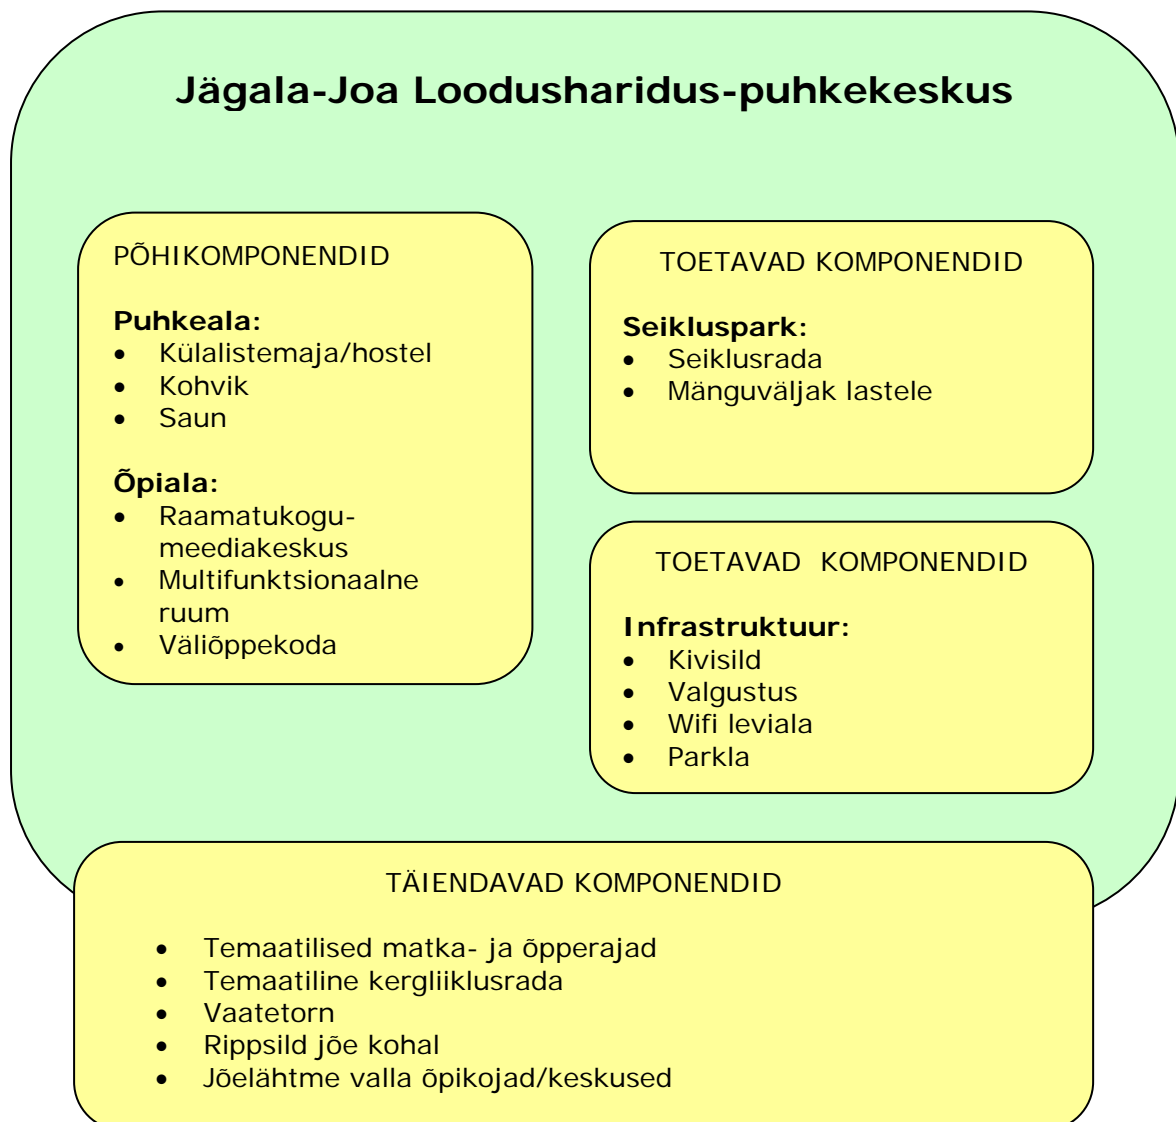 Jägala-Joa Loodusharidus-puhkekeskus
PÕHIKOMPONENDID
Puhkeala:
• Külalistemaja/hostel
• Kohvik
• Saun
Õpiala:
• Raamatukogu-
meediakeskus
• Multifunktsionaalne
ruum
• Väliõppekoda
TOETAVAD KOMPONENDID
Seikluspark:
• Seiklusrada
• Mänguväljak lastele
TOETAVAD KOMPONENDID
Infrastruktuur:
• Kivisild
• Valgustus
• Wifi leviala
• Parkla
TÄIENDAVAD KOMPONENDID
• Temaatilised matka- ja õpperajad
• Temaatiline kergliiklusrada
• Vaatetorn
• Rippsild jõe kohal
• Jõelähtme valla õpikojad/keskused